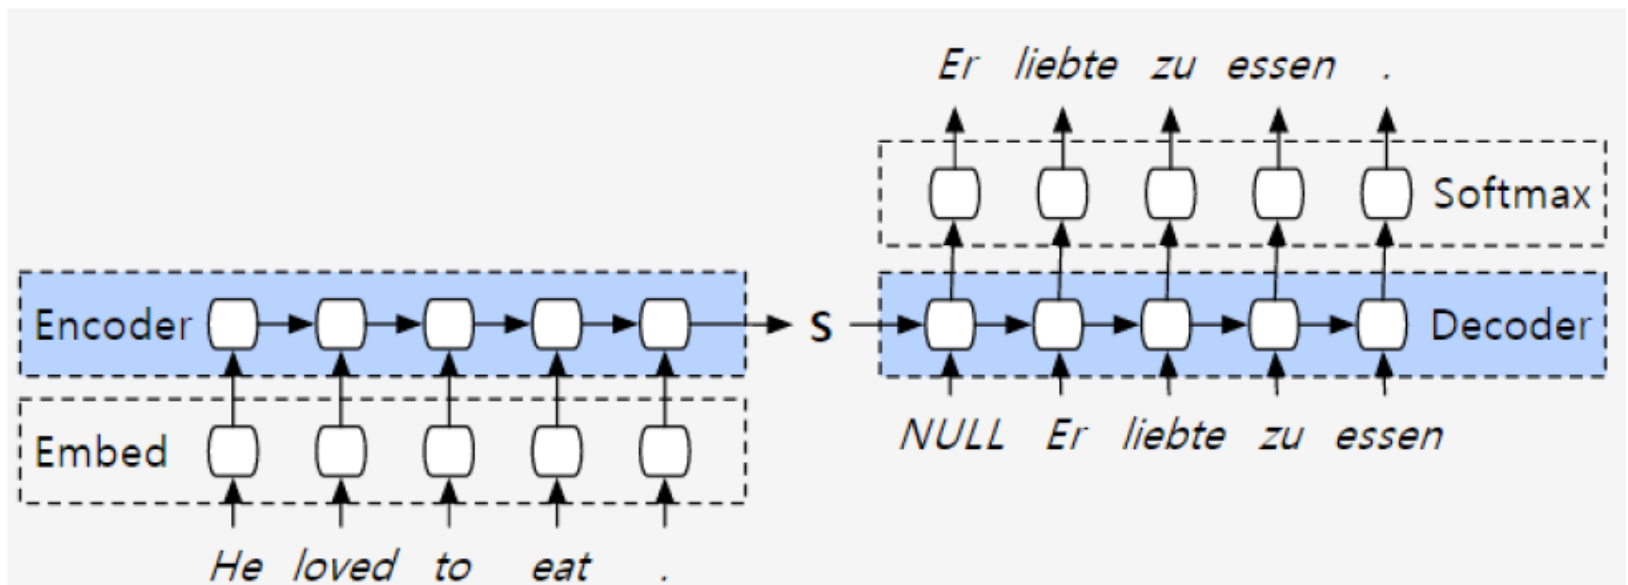 Er liebte zu essen .
Softmax
Encoder
s
Decoder
NULL Er liebte zu essen
Embed
He loved to eat .